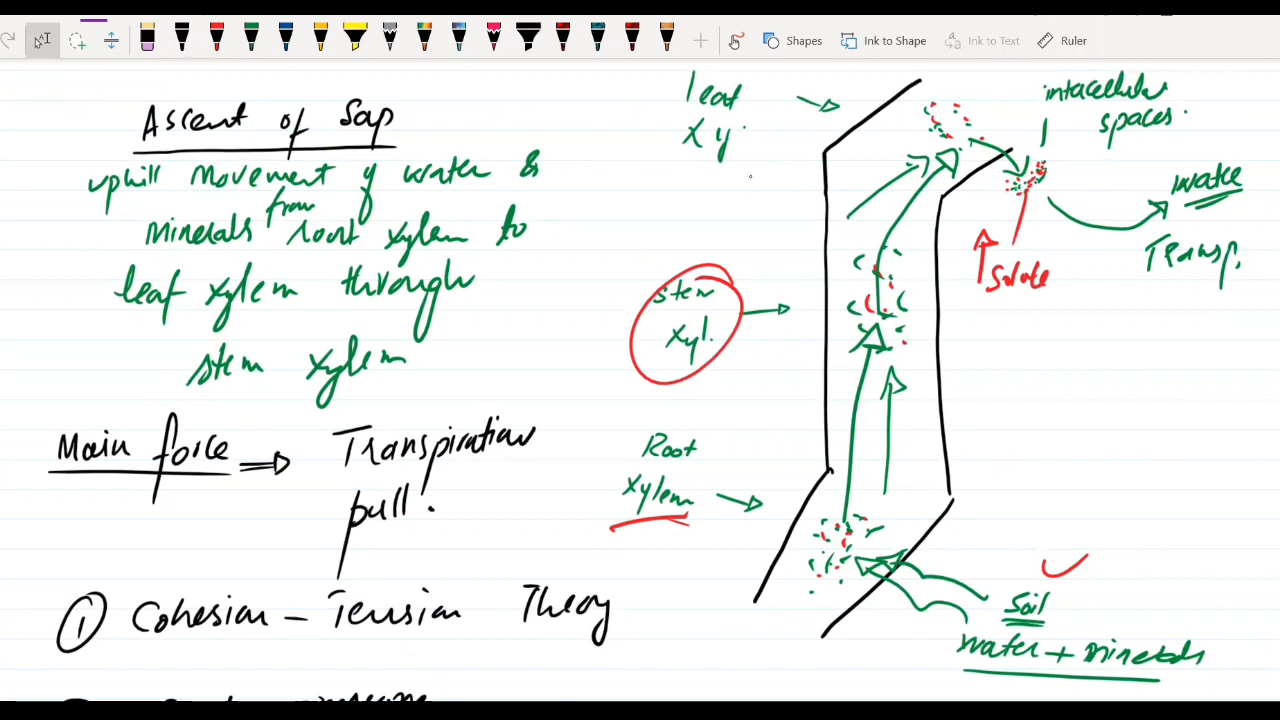 Shapes
Ink to Shape
Ink to Text
Ruler
Ascent of Sap
uphill movement of water &
minerals from root xylem to
leaf xylem through
stem xylem
Main force ⇒ Transpiration
pull!
① Cohesion - Tension Theory
leaf
xy.
stem
xyl.
Root
xylem
intacellular
spaces.
water
Transp.
↑ Solute
Soil
water + minerals